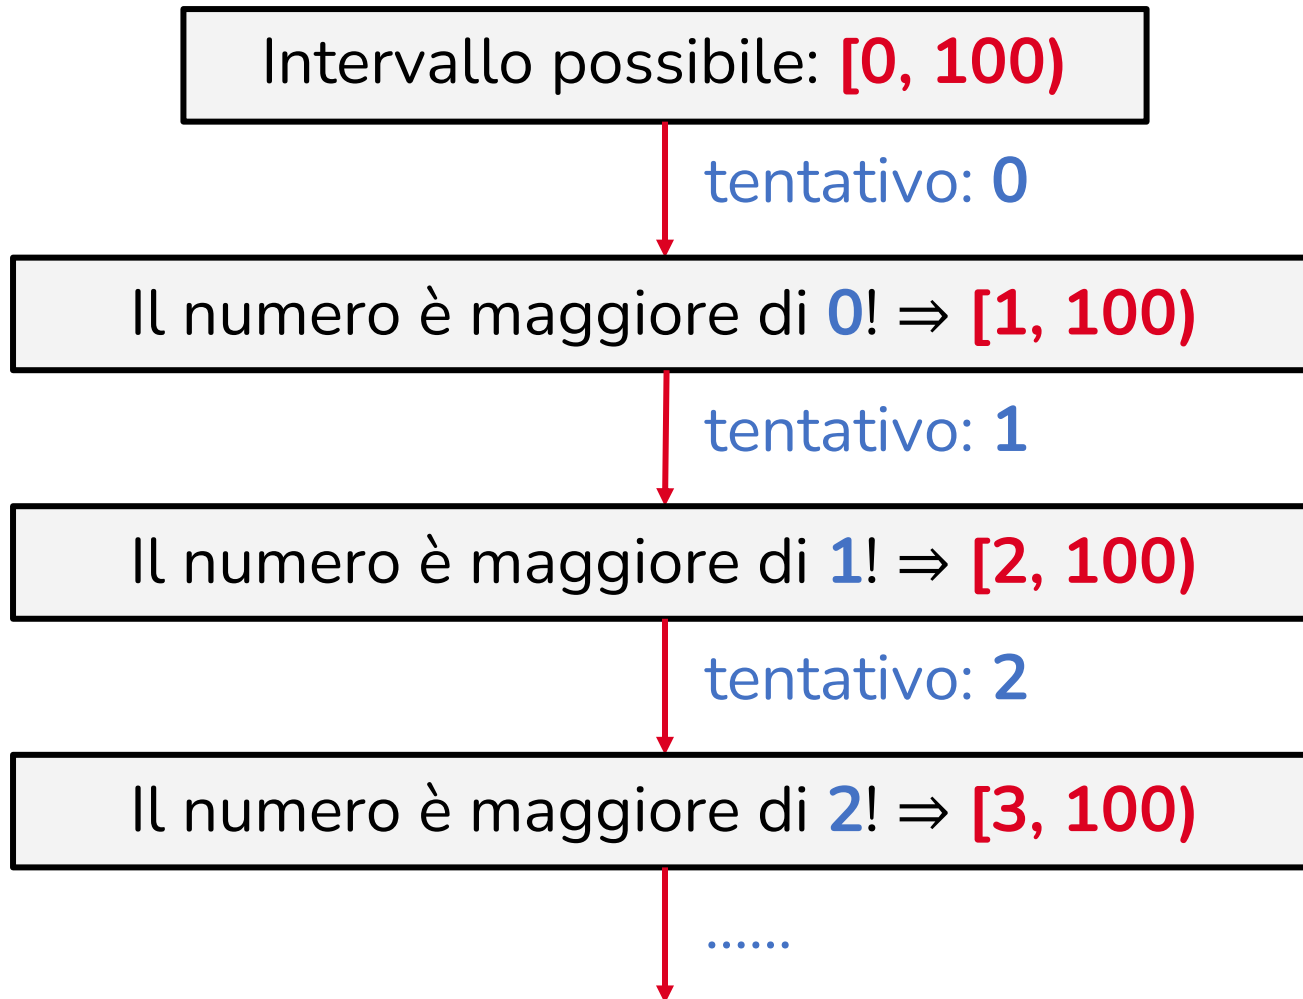 Intervallo possibile: [0, 100)
tentativo: 0
Il numero è maggiore di 0! ⇒ [1, 100)
tentativo: 1
Il numero è maggiore di 1! ⇒ [2, 100)
tentativo: 2
Il numero è maggiore di 2! ⇒ [3, 100)
......